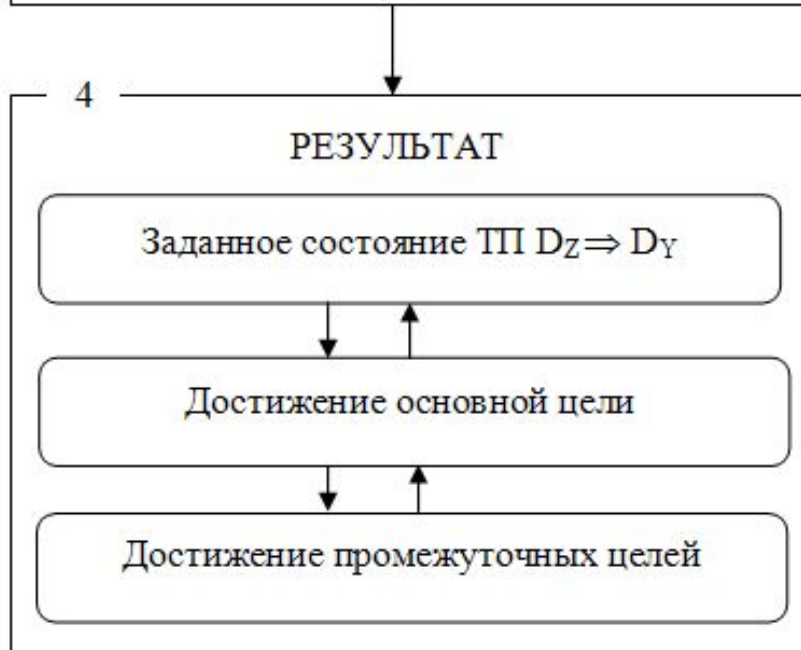 4
РЕЗУЛЬТАТ
Заданное состояние ТП D_Z⇒ D_Y
Достижение основной цели
Достижение промежуточных целей